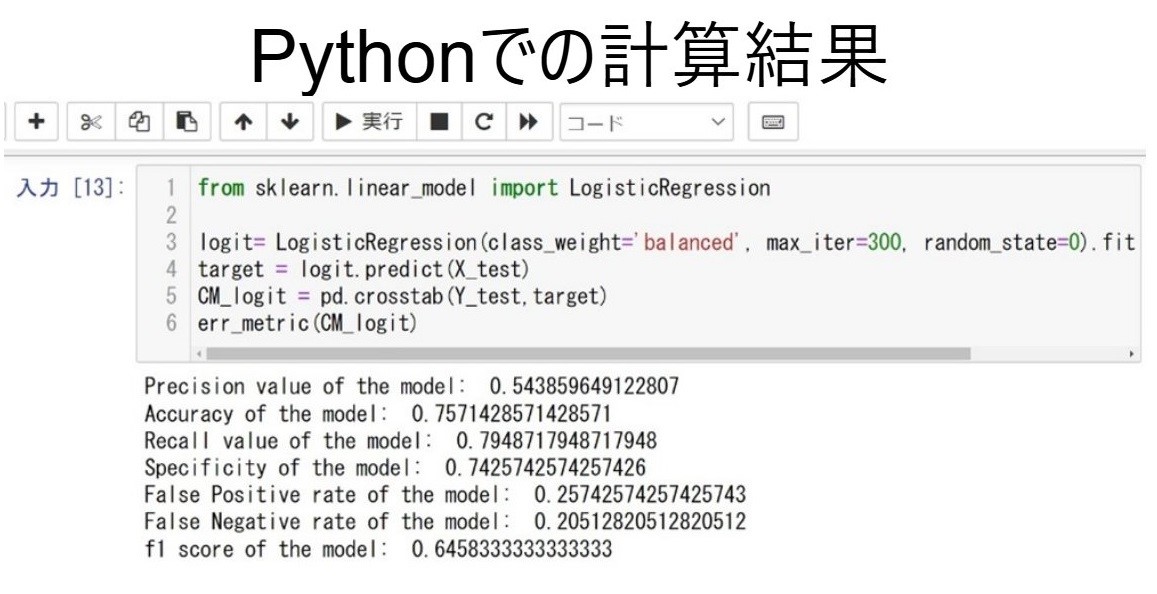 Pythonでの計算結果
実行 コード
入力 [13]:
1 from sklearn.linear_model import LogisticRegression
2
3 logit= LogisticRegression(class_weight='balanced', max_iter=300, random_state=0).fit
4 target = logit.predict(X_test)
5 CM_logit = pd.crosstab(Y_test,target)
6 err_metric(CM_logit)
Precision value of the model:  0.543859649122807
Accuracy of the model:  0.7571428571428571
Recall value of the model:  0.7948717948717948
Specificity of the model:  0.7425742574257426
False Positive rate of the model:  0.25742574257425743
False Negative rate of the model:  0.20512820512820512
f1 score of the model:  0.6458333333333333